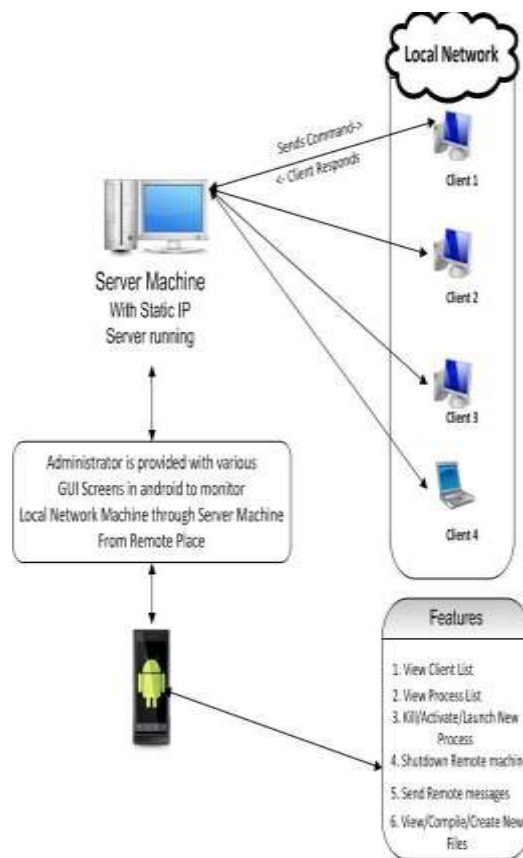 Local Network
Sends Command->
<- Client Responds
Client 1
Client 2
Client 3
Client 4
Server Machine
With Static IP
Server running
Administrator is provided with various
GUI Screens in android to monitor
Local Network Machine through Server Machine
From Remote Place
Features
1. View Client List
2. View Process List
3. Kill/Activate/Launch New
Process
4. Shutdown Remote machin
5. Send Remote messages
6. View/Compile/Create New
Files